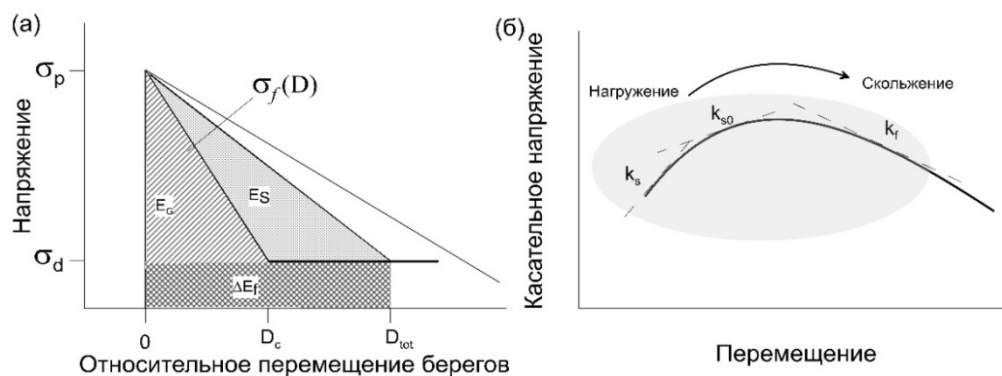 (а)
Напряжение
σp
σd
σf(D)
EG
ES
ΔEf
0
Dc
Dtot
Относительное перемещение берегов
(б)
Касательное напряжение
Нагружение
Скольжение
ks0
kf
ks
Перемещение